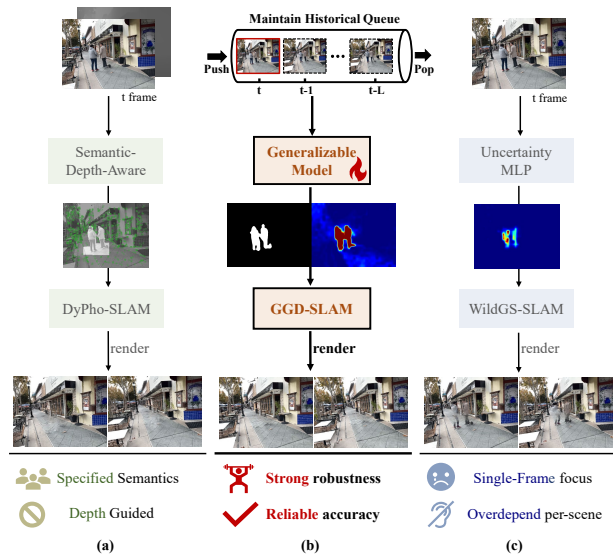 Maintain Historical Queue
Push
t
t-1
t-L
Pop
t frame
t frame
Semantic-
Depth-Aware
Generalizable
Model
Uncertainty
MLP
DyPho-SLAM
GGD-SLAM
WildGS-SLAM
render
render
render
Specified Semantics
Strong robustness
Single-Frame focus
Depth Guided
Reliable accuracy
Overdepend per-scene
(a)
(b)
(c)